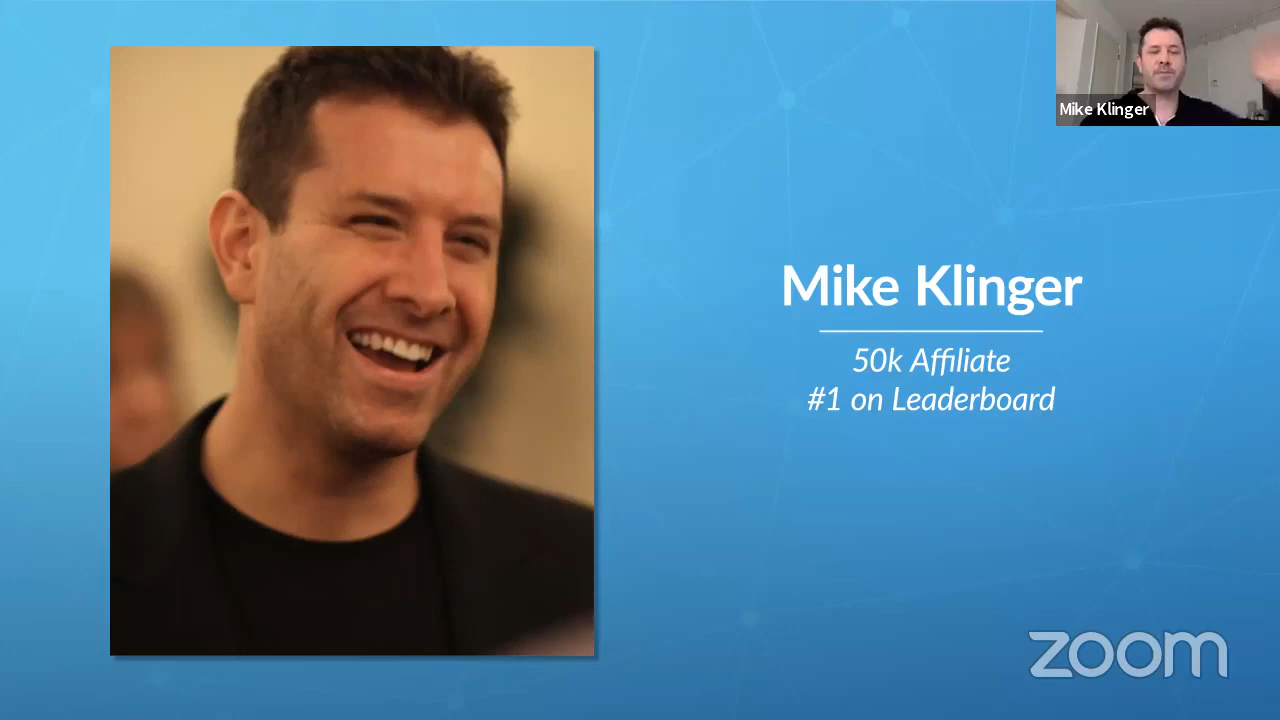 Mike Klinger
Mike Klinger
50k Affiliate
#1 on Leaderboard
zoom